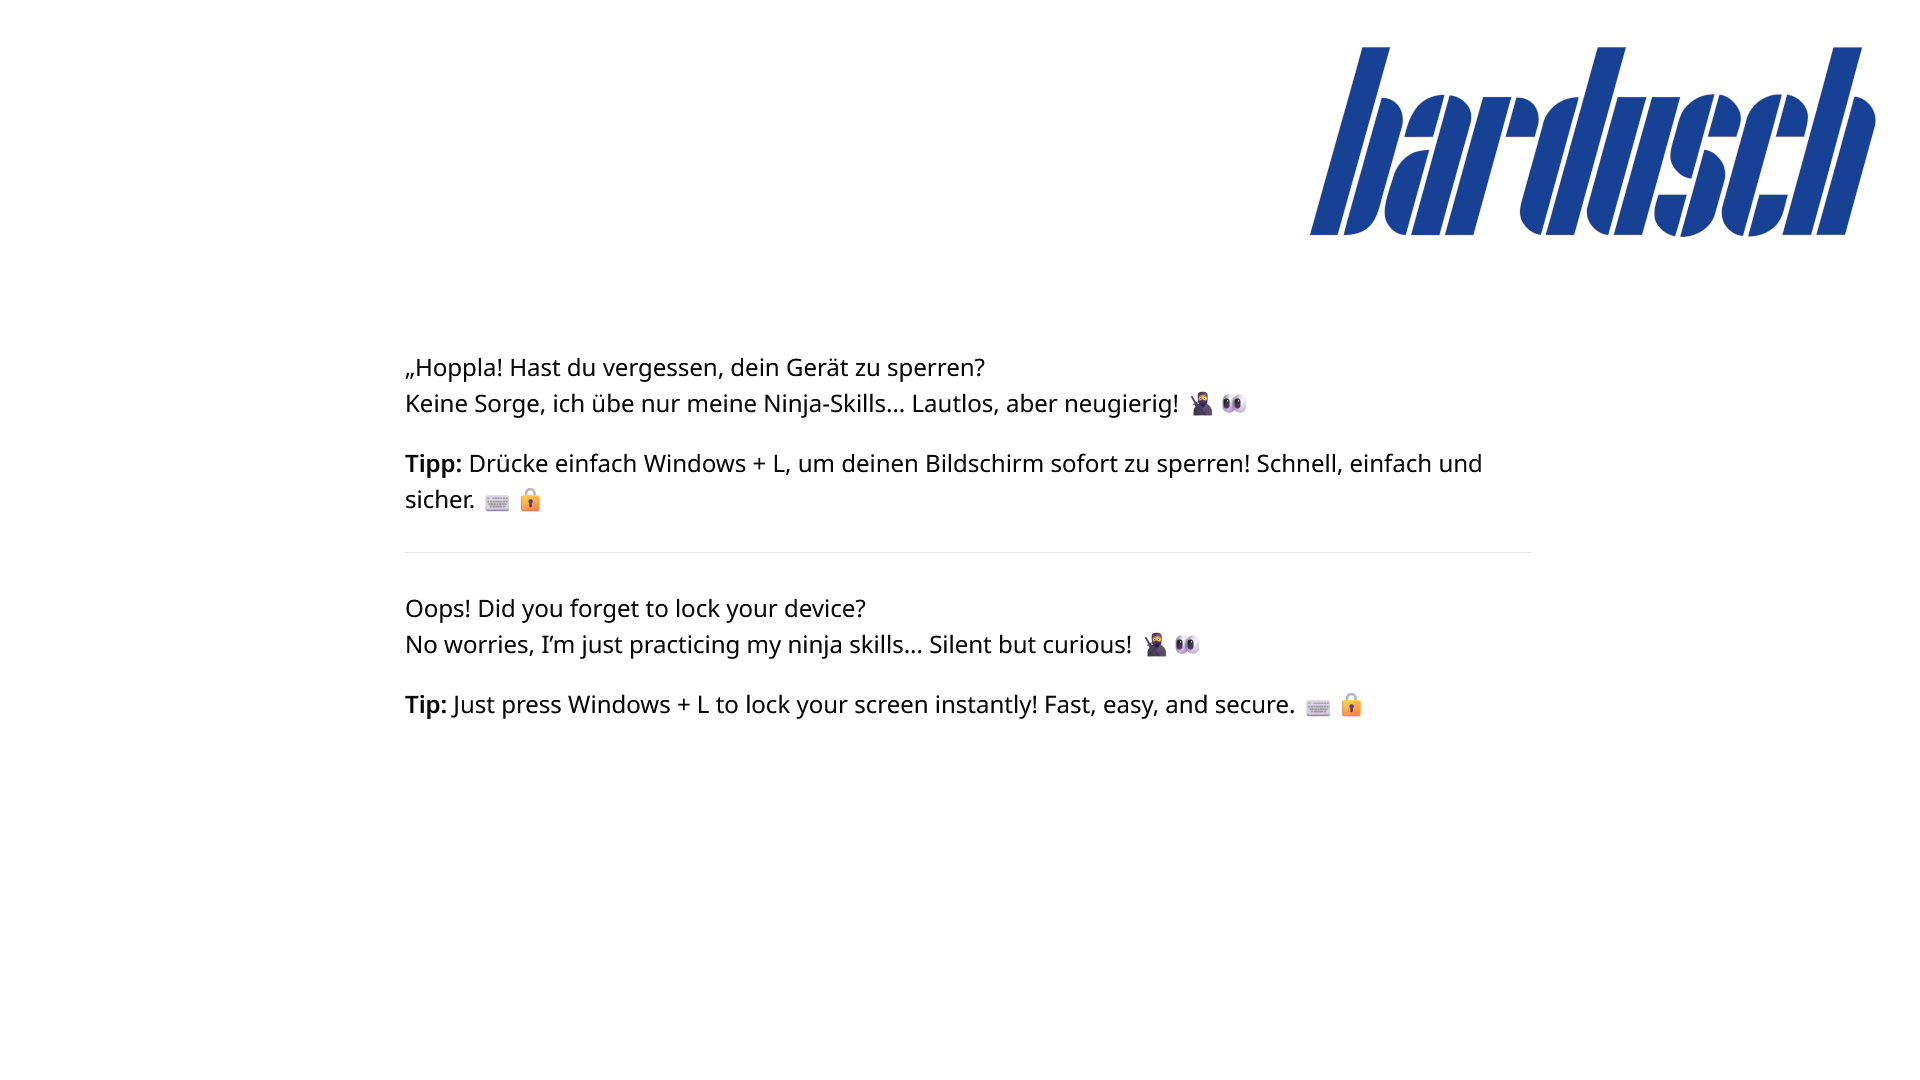 bardusch
„Hoppla! Hast du vergessen, dein Gerät zu sperren?
Keine Sorge, ich übe nur meine Ninja-Skills... Lautlos, aber neugierig! 🥷👀
Tipp: Drücke einfach Windows + L, um deinen Bildschirm sofort zu sperren! Schnell, einfach und
sicher. ⌨️ 🔒
Oops! Did you forget to lock your device?
No worries, I’m just practicing my ninja skills... Silent but curious! 🥷👀
Tip: Just press Windows + L to lock your screen instantly! Fast, easy, and secure. ⌨️ 🔒